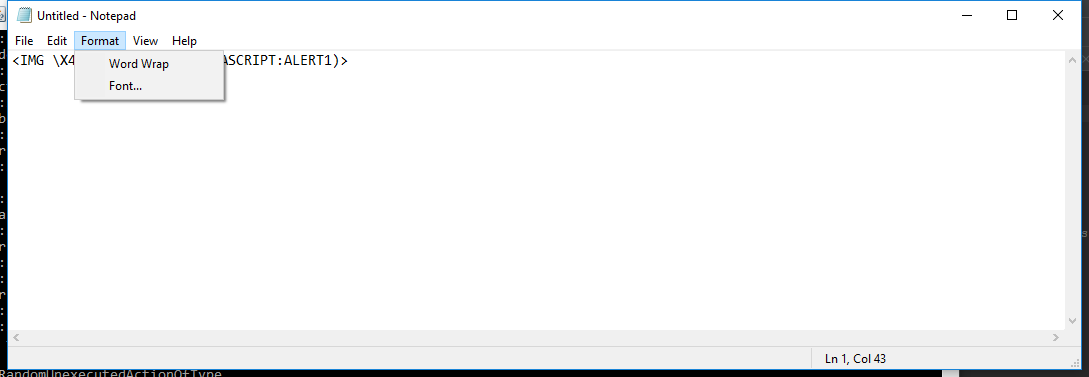 Untitled - Notepad
File Edit Format View Help
<IMG \X4 ASCRIPT:ALERT1)>
Word Wrap
Font...
Ln 1, Col 43
RandomUnexecutedActionOfType